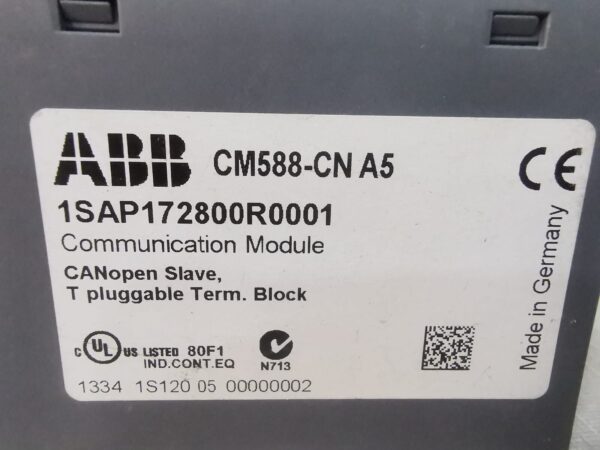 ABB CM588-CN A5
CE
1SAP172800R0001
Communication Module
CANopen Slave,
T pluggable Term. Block
Made in Germany
c UL US LISTED 80F1
IND.CONT.EQ
N713
1334 1S120 05 00000002